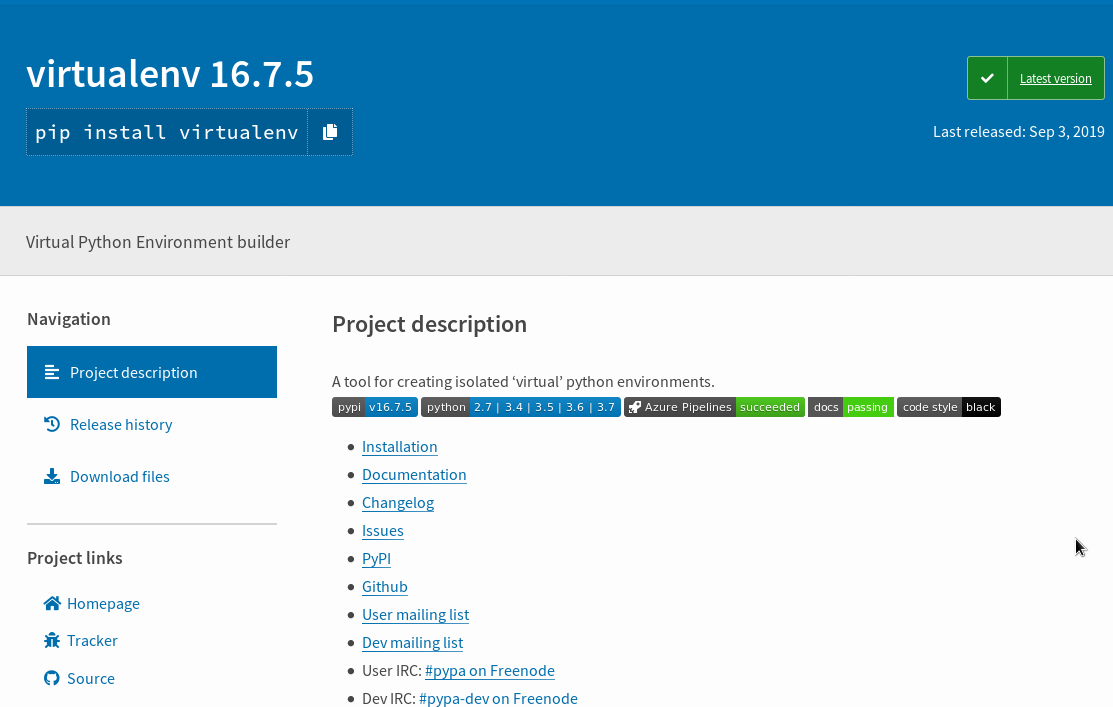 virtualenv 16.7.5
pip install virtualenv
Latest version
Last released: Sep 3, 2019
Virtual Python Environment builder
Navigation
Project description
Release history
Download files
Project links
Homepage
Tracker
Source
Project description
A tool for creating isolated ‘virtual’ python environments.
pypi v16.7.5 python 2.7 | 3.4 | 3.5 | 3.6 | 3.7 Azure Pipelines succeeded docs passing code style black
Installation
Documentation
Changelog
Issues
PyPI
Github
User mailing list
Dev mailing list
User IRC: #pypa on Freenode
Dev IRC: #pypa-dev on Freenode